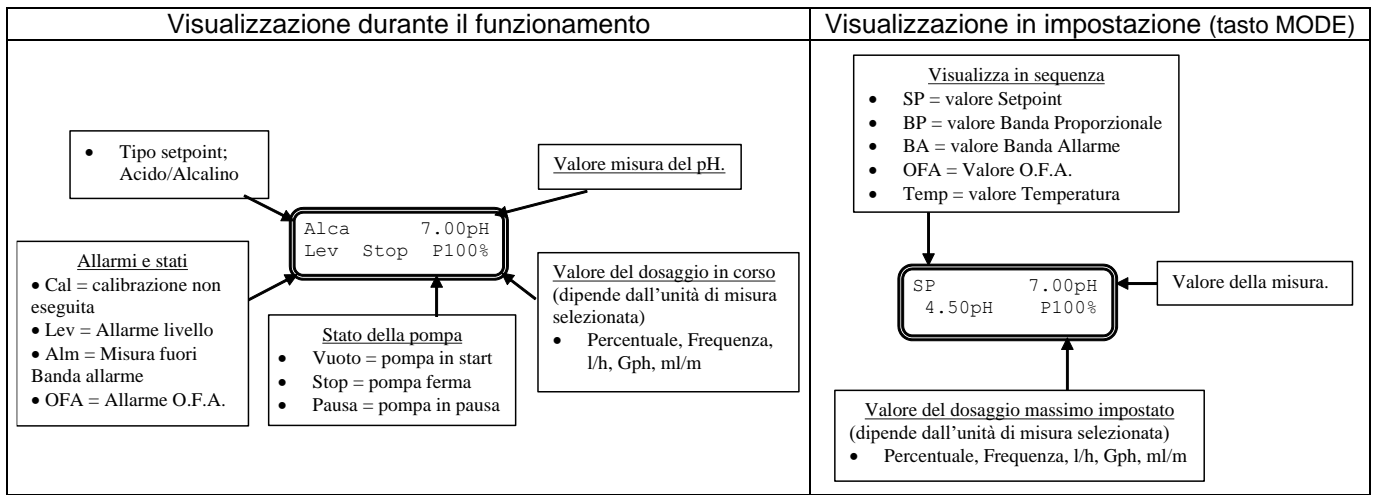 Visualizzazione durante il funzionamento
Visualizzazione in impostazione (tasto MODE)
• Tipo setpoint;
Acido/Alcalino
Valore misura del pH.
Alca 7.00pH
Lev Stop P100%
Allarmi e stati
• Cal = calibrazione non
eseguita
• Lev = Allarme livello
• Alm = Misura fuori
Banda allarme
• OFA = Allarme O.F.A.
Stato della pompa
• Vuoto = pompa in start
• Stop = pompa ferma
• Pausa = pompa in pausa
Valore del dosaggio in corso
(dipende dall’unità di misura
selezionata)
• Percentuale, Frequenza,
l/h, Gph, ml/m
Visualizza in sequenza
• SP = valore Setpoint
• BP = valore Banda Proporzionale
• BA = valore Banda Allarme
• OFA = Valore O.F.A.
• Temp = valore Temperatura
SP 7.00pH
4.50pH P100%
Valore della misura.
Valore del dosaggio massimo impostato
(dipende dall’unità di misura selezionata)
• Percentuale, Frequenza, l/h, Gph, ml/m